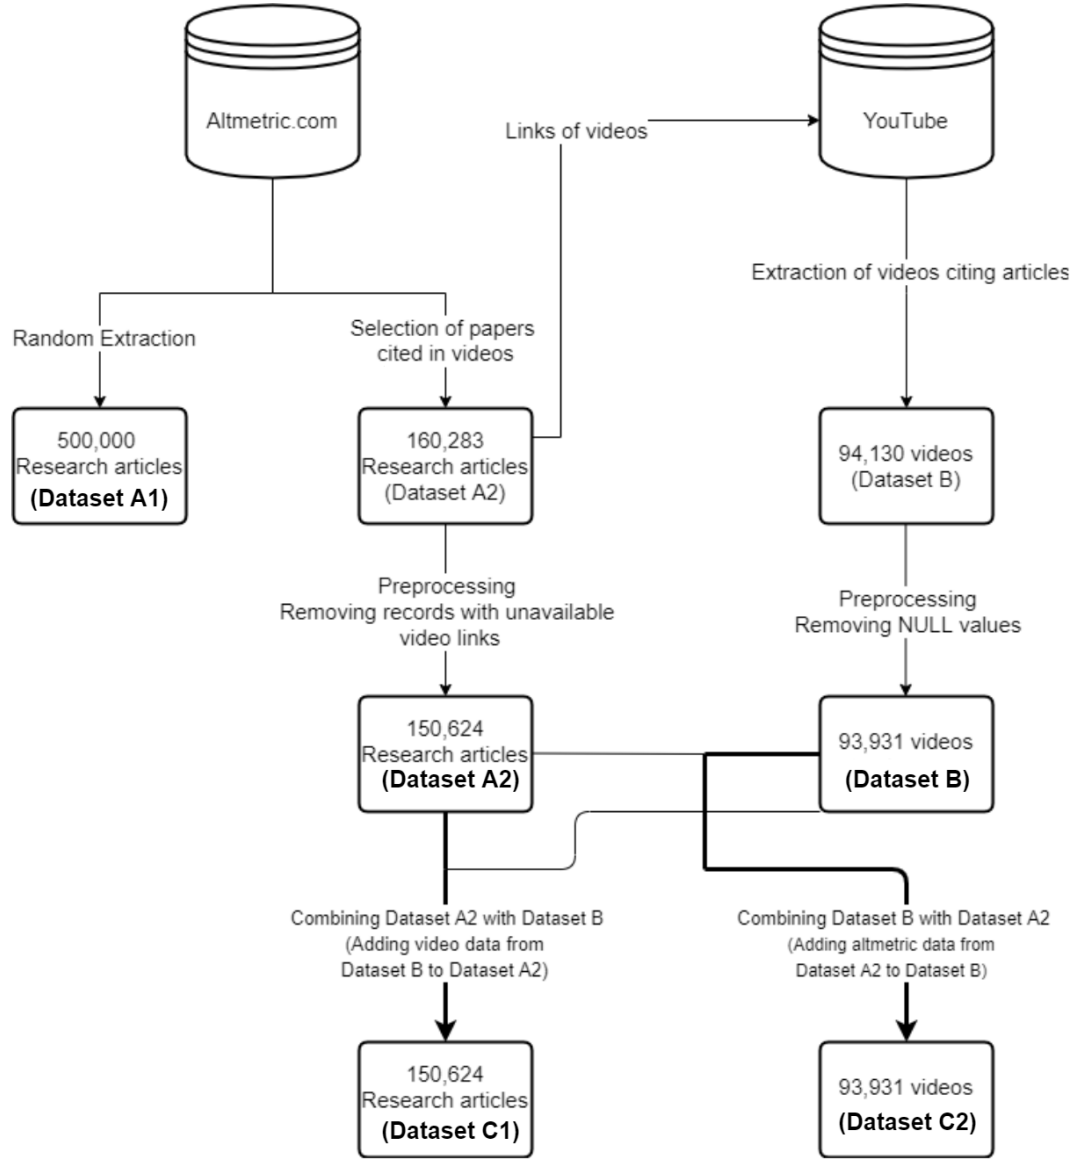 Altmetric.com
YouTube
Links of videos
Extraction of videos citing articles
Random Extraction
Selection of papers
cited in videos
500,000
Research articles
(Dataset A1)
160,283
Research articles
(Dataset A2)
94,130 videos
(Dataset B)
Preprocessing
Removing records with unavailable
video links
Preprocessing
Removing NULL values
150,624
Research articles
(Dataset A2)
93,931 videos
(Dataset B)
Combining Dataset A2 with Dataset B
(Adding video data from
Dataset B to Dataset A2)
Combining Dataset B with Dataset A2
(Adding altmetric data from
Dataset A2 to Dataset B)
150,624
Research articles
(Dataset C1)
93,931 videos
(Dataset C2)